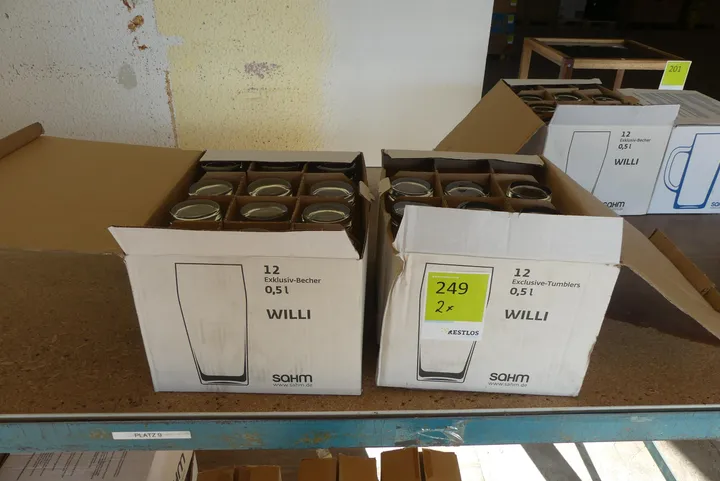 201
12
Exklusiv-Becher
0,5 l
WILLI
SAHM
12
Exklusiv-Becher
0,5 l
WILLI
SAHM
www.sahm.de
12
Exclusive-Tumblers
0,5 l
WILLI
SAHM
www.sahm.de
249
2x
RESTLOS
PLATZ 9